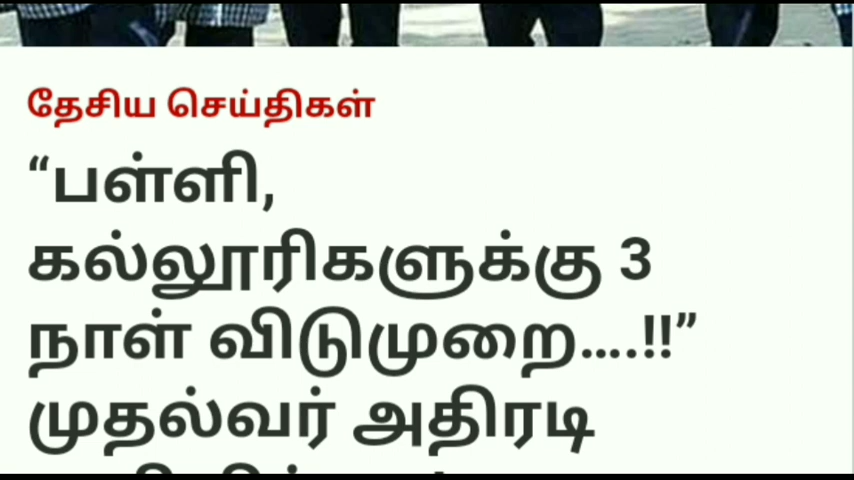 தேசிய செய்திகள்
“பள்ளி,
கல்லூரிகளுக்கு 3
நாள் விடுமுறை....!!”
முதல்வர் அதிரடி